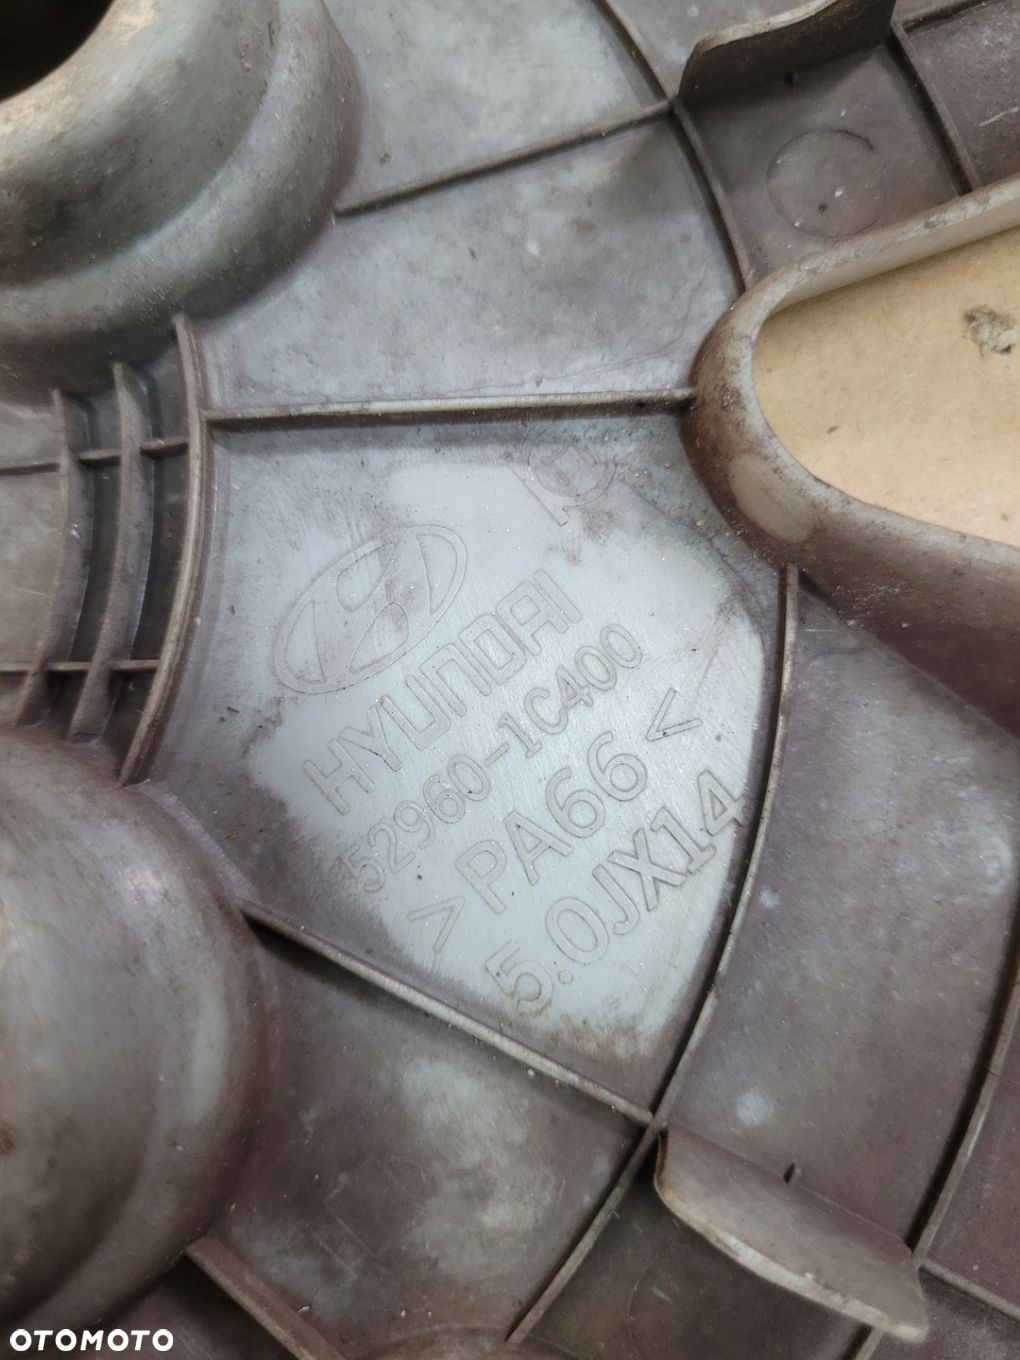 HYUNDAI
52960-1C400
>PA66<
5.0JX14
OTOMOTO